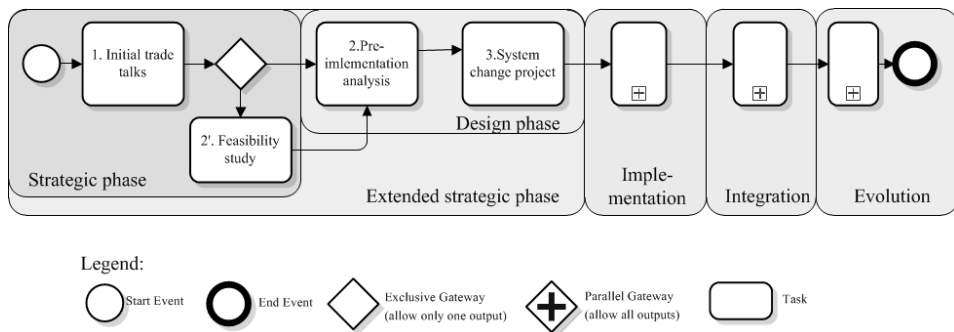 1. Initial trade
talks
2'. Feasibility
study
Strategic phase
2.Pre-
imlementation
analysis
3.System
change project
Design phase
Extended strategic phase
Imple-
mentation
Integration
Evolution
Legend:
Start Event
End Event
Exclusive Gateway
(allow only one output)
Parallel Gateway
(allow all outputs)
Task